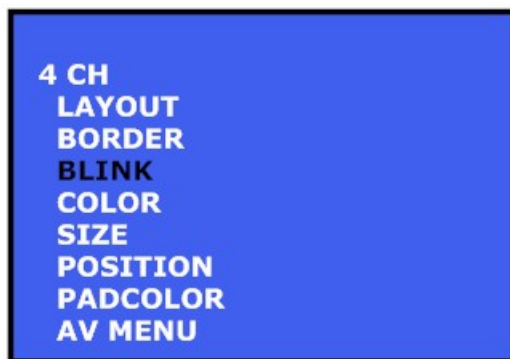 4 CH
LAYOUT
BORDER
BLINK
COLOR
SIZE
POSITION
PADCOLOR
AV MENU